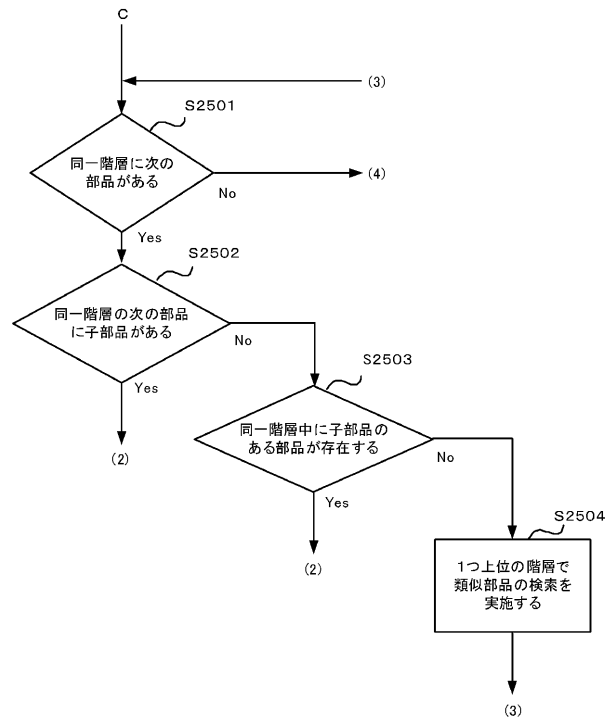 C
(3)
S2501
同一階層に次の
部品がある
No
(4)
Yes
S2502
同一階層の次の部品
に子部品がある
No
Yes
(2)
S2503
同一階層中に子部品の
ある部品が存在する
No
Yes
(2)
S2504
1つ上位の階層で
類似部品の検索を
実施する
(3)